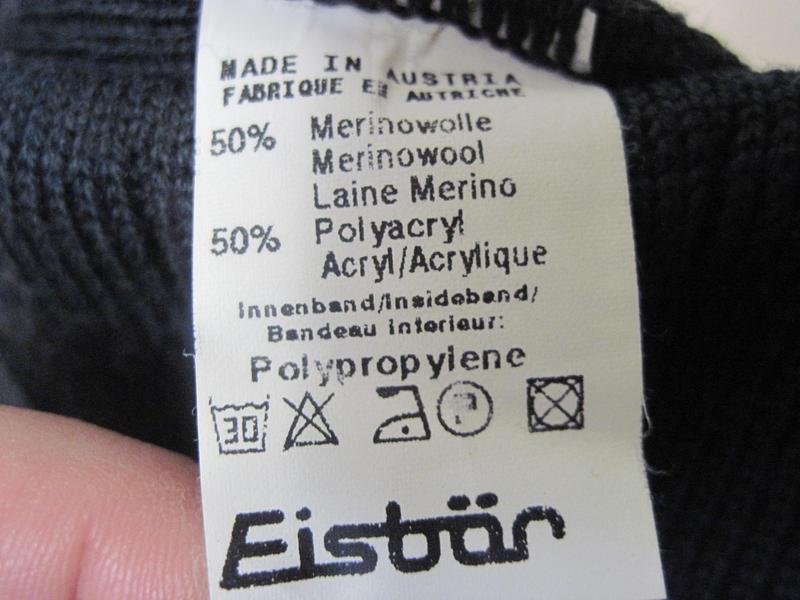 MADE IN AUSTRIA
FABRIQUE EN AUTRICHE
50% Merinowolle
Merinowool
Laine Merino
50% Polyacryl
Acryl/Acrylique
Innenband/Insideband/
Bandeau interieur:
Polypropylene
30
Eisbär